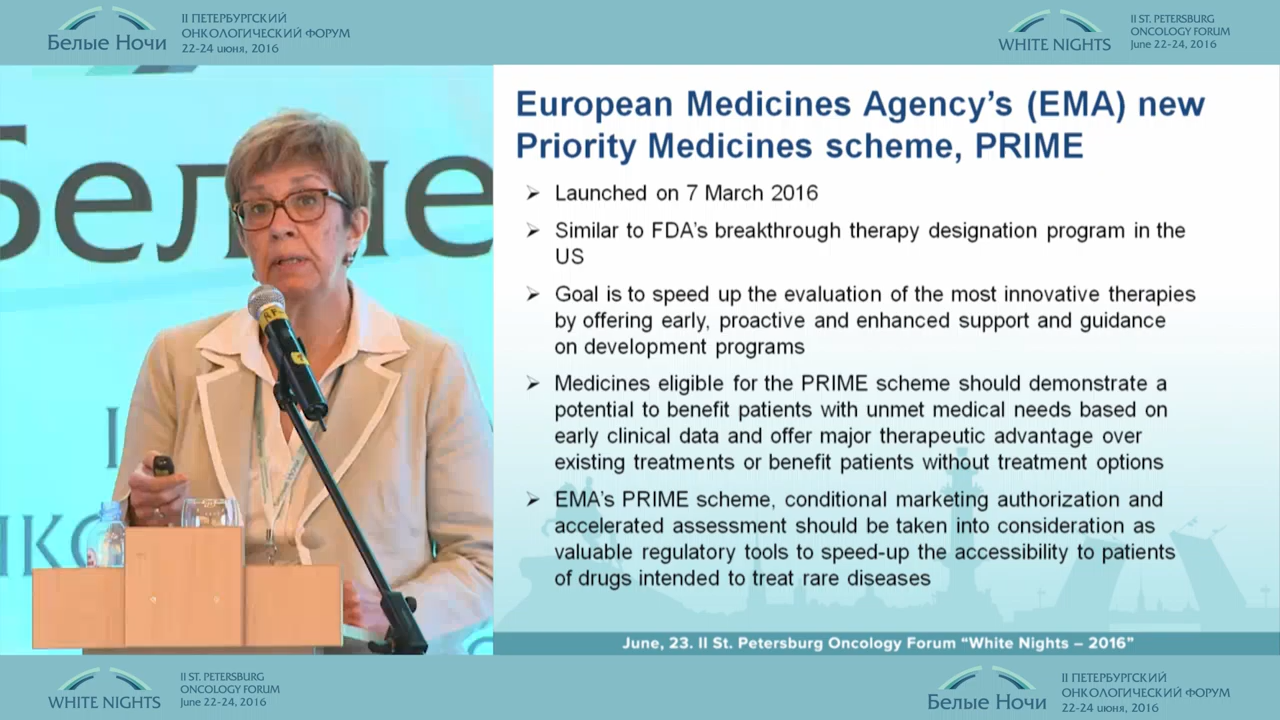 Белые Ночи
II ПЕТЕРБУРГСКИЙ
ОНКОЛОГИЧЕСКИЙ ФОРУМ
22-24 июня, 2016
WHITE NIGHTS
II ST. PETERSBURG
ONCOLOGY FORUM
June 22-24, 2016
European Medicines Agency’s (EMA) new
Priority Medicines scheme, PRIME
Launched on 7 March 2016
Similar to FDA’s breakthrough therapy designation program in the
US
Goal is to speed up the evaluation of the most innovative therapies
by offering early, proactive and enhanced support and guidance
on development programs
Medicines eligible for the PRIME scheme should demonstrate a
potential to benefit patients with unmet medical needs based on
early clinical data and offer major therapeutic advantage over
existing treatments or benefit patients without treatment options
EMA’s PRIME scheme, conditional marketing authorization and
accelerated assessment should be taken into consideration as
valuable regulatory tools to speed-up the accessibility to patients
of drugs intended to treat rare diseases
June, 23. II St. Petersburg Oncology Forum “White Nights – 2016”
WHITE NIGHTS
II ST. PETERSBURG
ONCOLOGY FORUM
June 22-24, 2016
Белые Ночи
II ПЕТЕРБУРГСКИЙ
ОНКОЛОГИЧЕСКИЙ ФОРУМ
22-24 июня, 2016